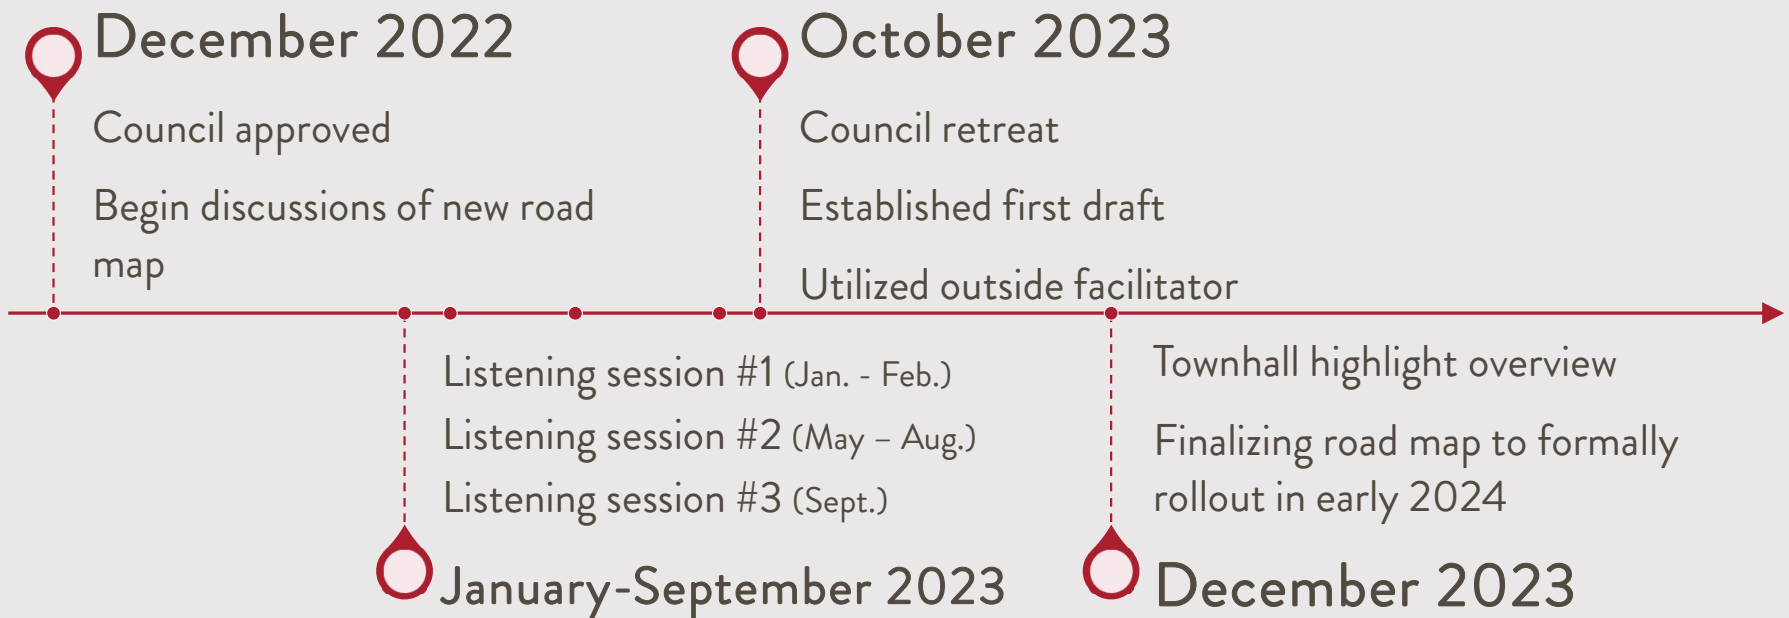 December 2022
Council approved
Begin discussions of new road
map
Listening session #1 (Jan. - Feb.)
Listening session #2 (May – Aug.)
Listening session #3 (Sept.)
January-September 2023
October 2023
Council retreat
Established first draft
Utilized outside facilitator
Townhall highlight overview
Finalizing road map to formally
rollout in early 2024
December 2023